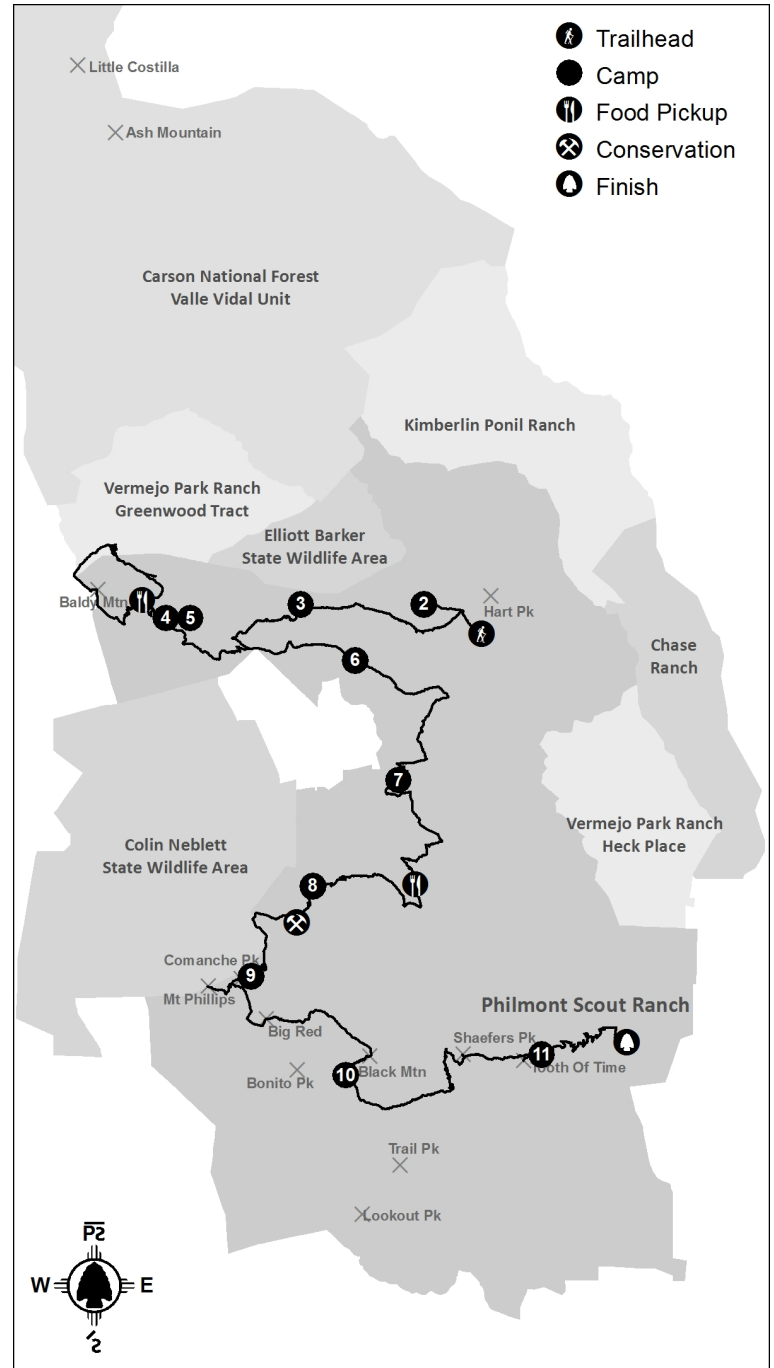 Little Costilla
Ash Mountain
Trailhead
Camp
Food Pickup
Conservation
Finish
Carson National Forest
Valle Vidal Unit
Kimberlin Ponil Ranch
Vermejo Park Ranch
Greenwood Tract
Elliott Barker
State Wildlife Area
Baldy Mtn
4
5
3
2
Hart Pk
6
Chase
Ranch
7
Vermejo Park Ranch
Heck Place
Colin Neblett
State Wildlife Area
8
Comanche Pk
9
Mt Phillips
Big Red
Philmont Scout Ranch
Shaefers Pk
11
Tooth Of Time
Black Mtn
10
Bonito Pk
Trail Pk
Lookout Pk
W
E